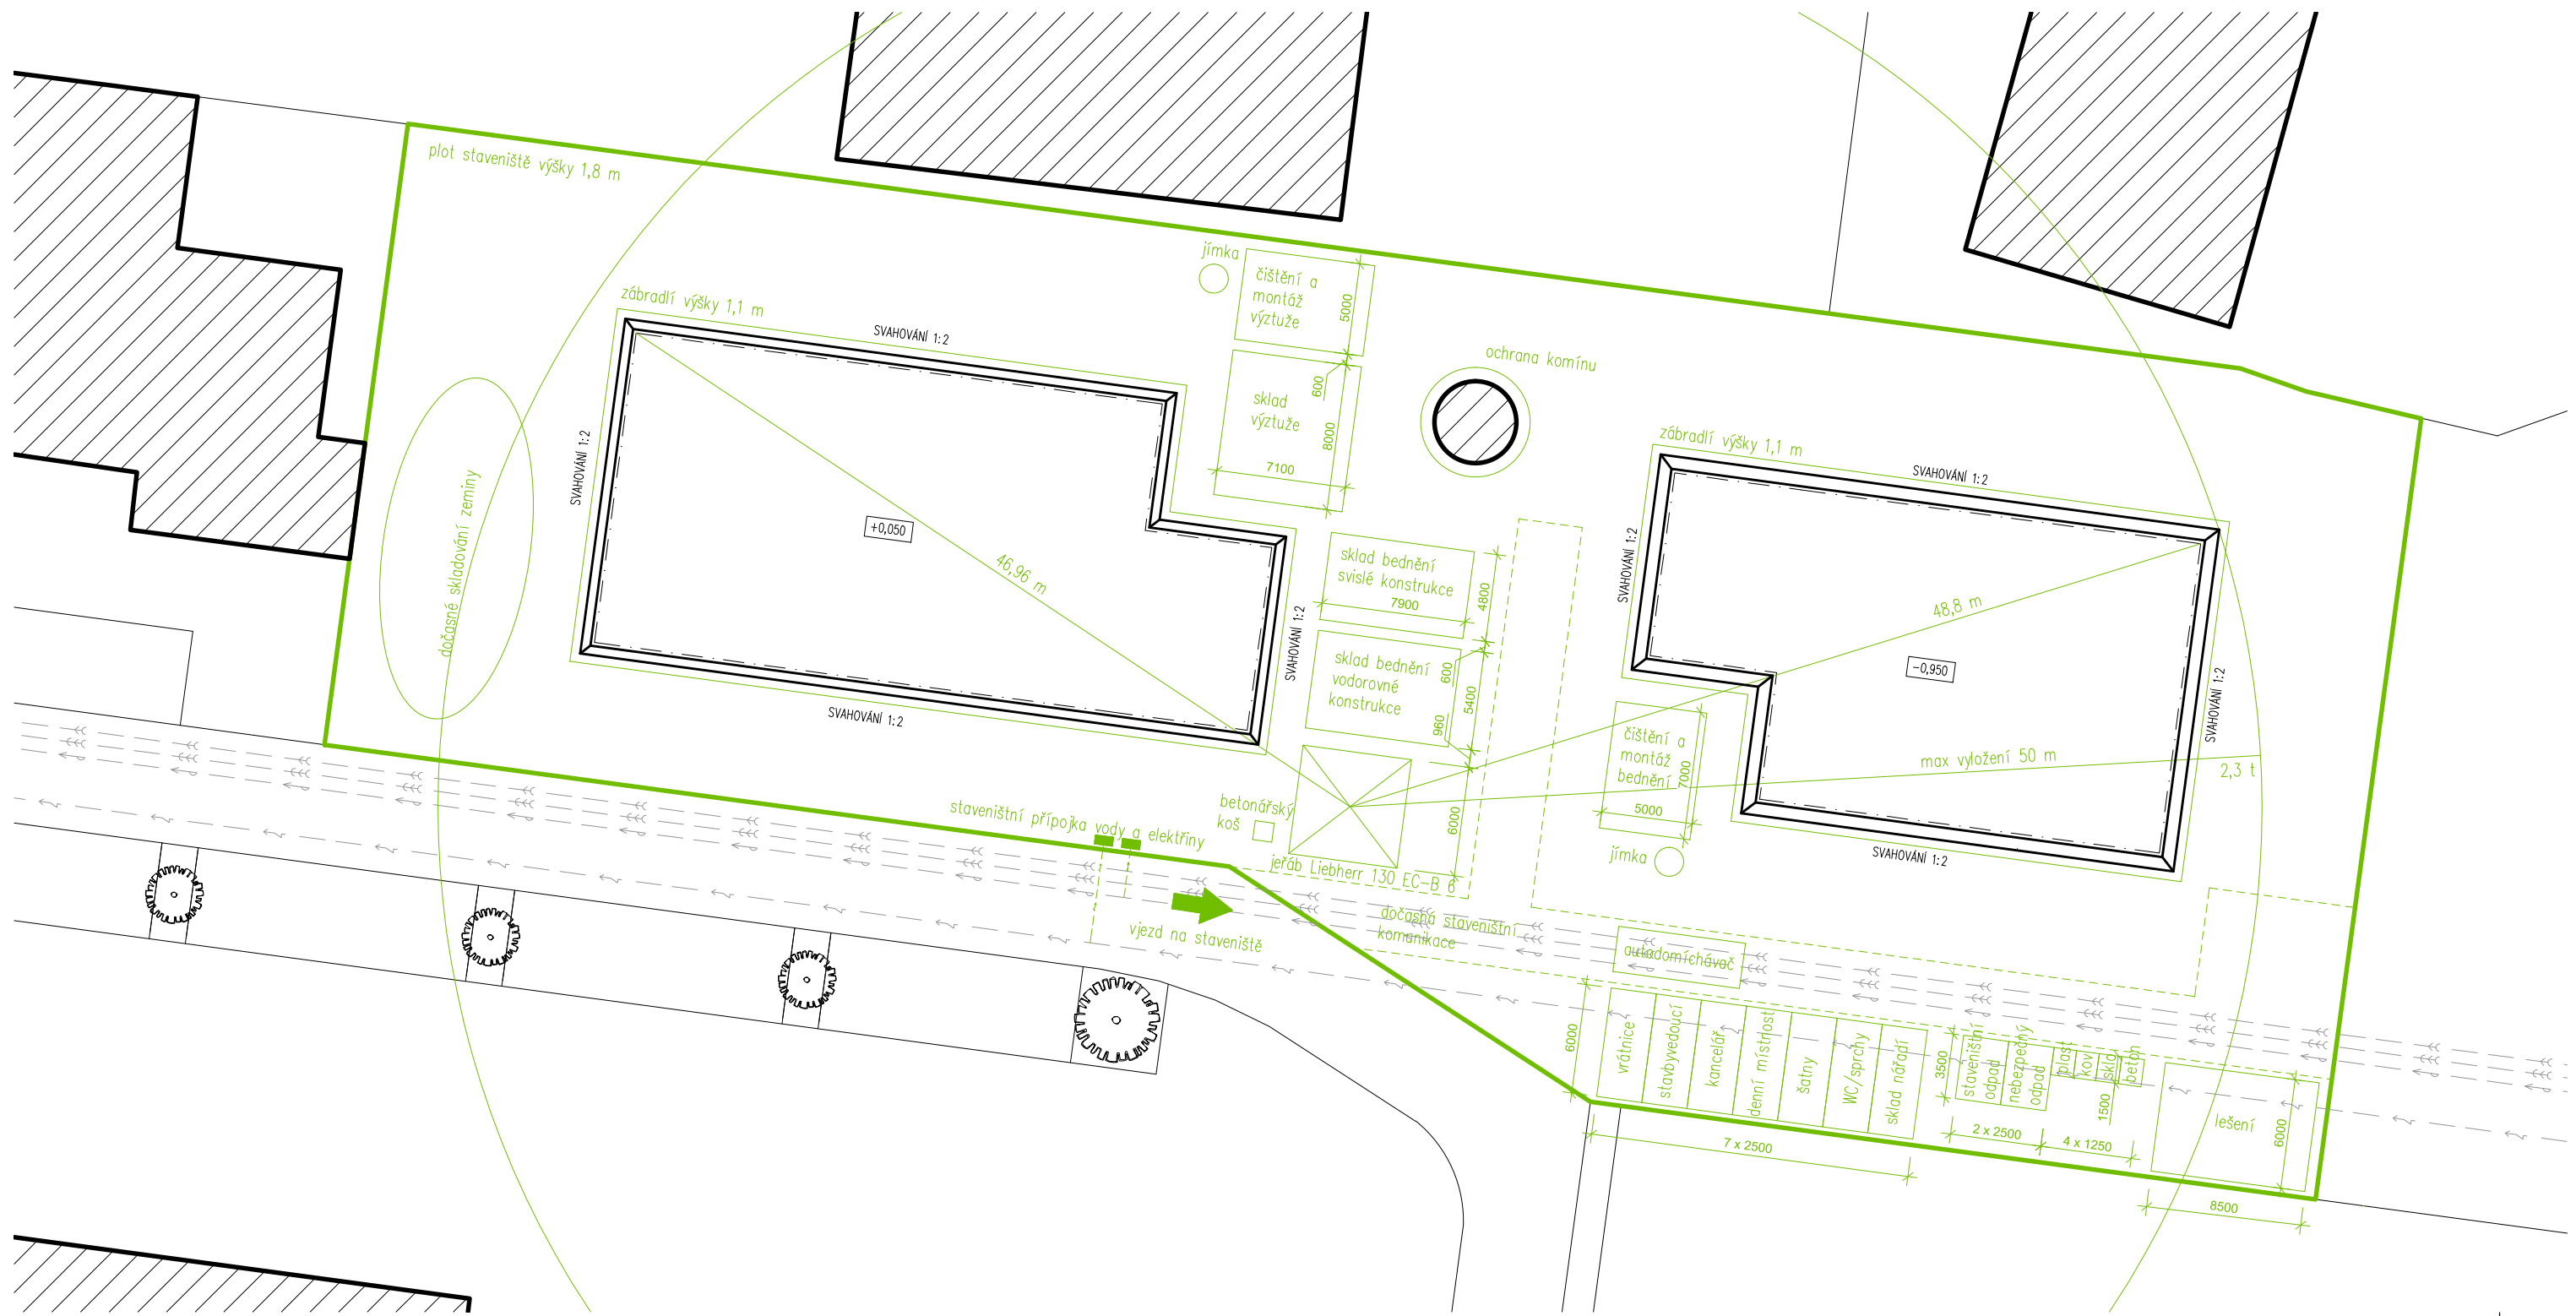 plot staveniště výšky 1,8 m
jímka
čištění a
montáž
výztuže
5000
zábradlí výšky 1,1 m
SVAHOVÁNÍ 1:2
ochrana komínu
600
sklad
výztuže
8000
7100
zábradlí výšky 1,1 m
SVAHOVÁNÍ 1:2
SVAHOVÁNÍ 1:2
dočasné skladování zeminy
+0,050
46,96 m
sklad bednění
svislé konstrukce
7900
4800
SVAHOVÁNÍ 1:2
48,8 m
SVAHOVÁNÍ 1:2
sklad bednění
vodorovné
konstrukce
600
5400
960
-0,950
SVAHOVÁNÍ 1:2
SVAHOVÁNÍ 1:2
čištění a
montáž
bednění
7000
5000
max vyložení 50 m
2,3 t
staveništní přípojka vody a elektřiny
betonářský
koš
6000
jeřáb Liebherr 130 EC-B 6
jímka
SVAHOVÁNÍ 1:2
vjezd na staveniště
dočasná staveništní
komunikace
autodomíchávač
6000
vrátnice
stavbyvedoucí
kancelář
denní místnost
šatny
WC/sprchy
sklad nářadí
3500
staveništní
odpad
nebezpečný
odpad
plast
kov
sklo
beton
1500
lešení
6000
7 x 2500
2 x 2500
4 x 1250
8500